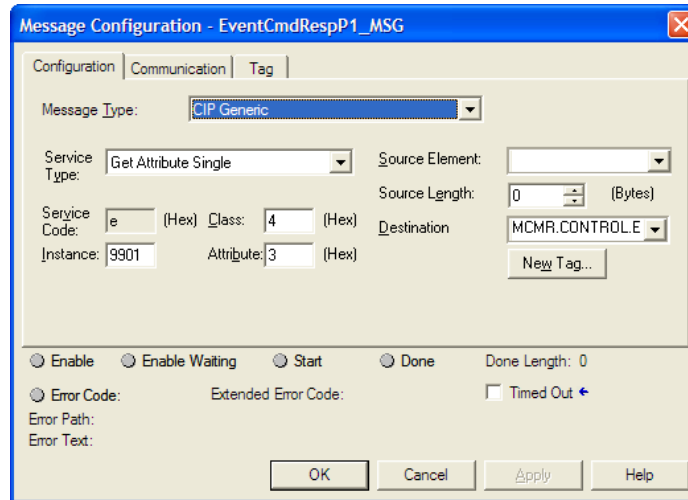 Message Configuration - EventCmdRespP1_MSG
Configuration Communication Tag
Message Type: CIP Generic
Service Type: Get Attribute Single
Source Element:
Source Length: 0 (Bytes)
Service Code: e (Hex) Class: 4 (Hex)
Destination MCMR.CONTROL.E
Instance: 9901 Attribute: 3 (Hex)
New Tag...
Enable Enable Waiting Start Done Done Length: 0
Error Code: Extended Error Code: Timed Out
Error Path:
Error Text:
OK Cancel Apply Help